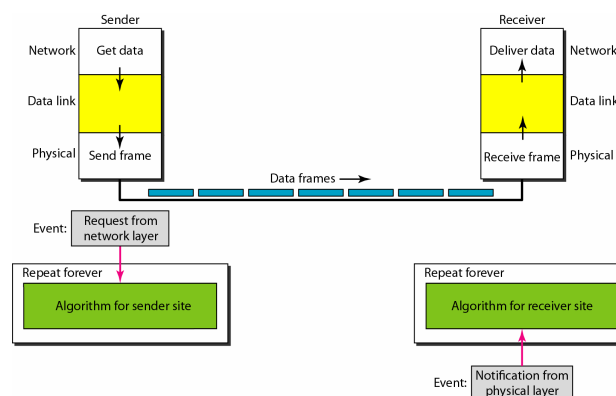 Sender
Receiver
Network
Get data
Deliver data
Network
Data link
Data link
Physical
Send frame
Receive frame
Physical
Data frames
Event:
Request from
network layer
Repeat forever
Algorithm for sender site
Repeat forever
Algorithm for receiver site
Event:
Notification from
physical layer